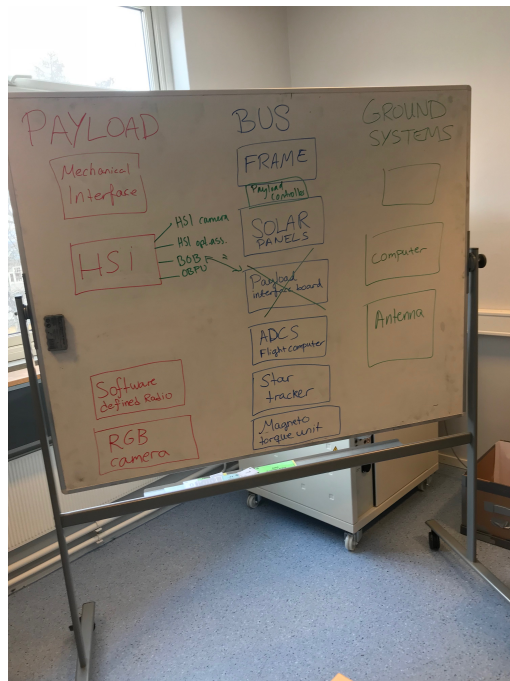 PAYLOAD
Mechanical
Interface
HSI
HSI camera
HSI opt.ass.
BOB
OBPU
Software
defined Radio
RGB
camera
BUS
FRAME
Payload
controller
SOLAR
PANELS
Payload
interface board
ADCS
Flight computer
Star
tracker
Magneto
torque unit
GROUND
SYSTEMS
Computer
Antenna